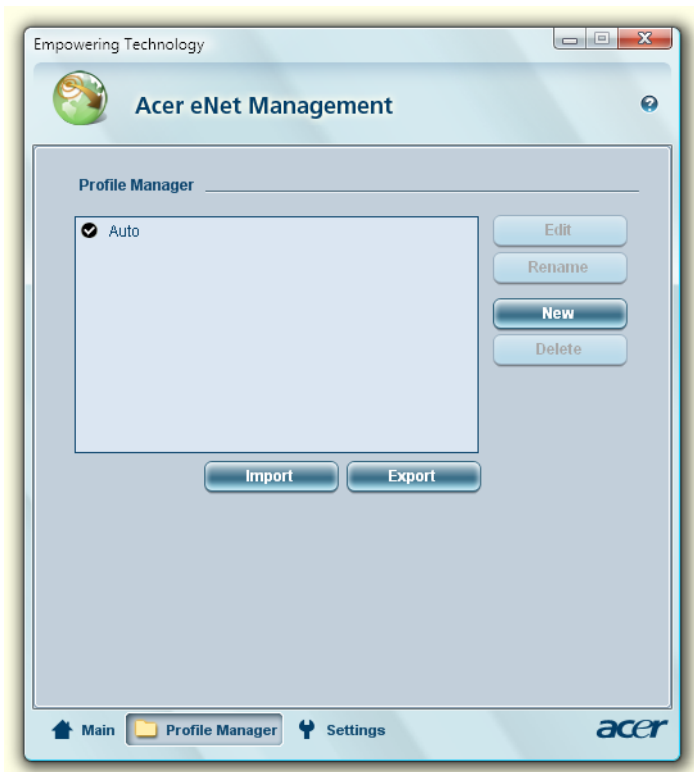 Empowering Technology
Acer eNet Management
Profile Manager
Auto
Edit
Rename
New
Delete
Import Export
Main Profile Manager Settings acer